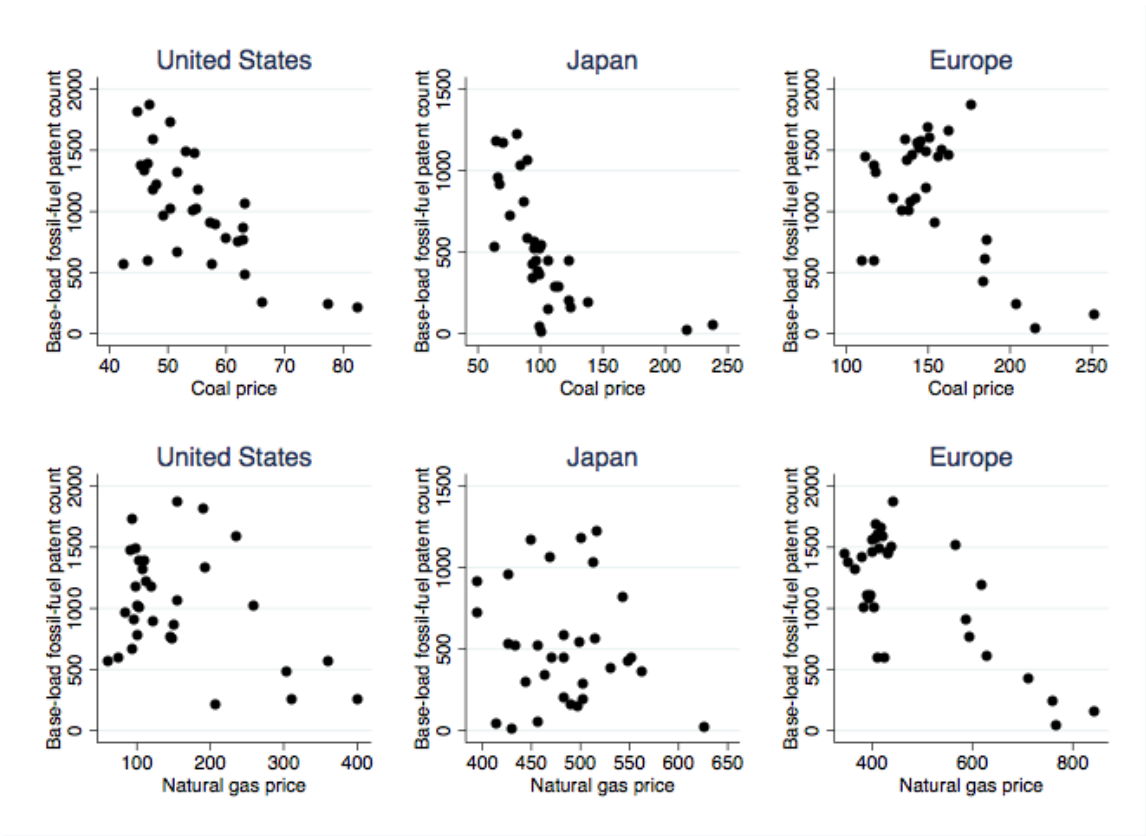 United States
Base-load fossil-fuel patent count
0 500 1000 1500 2000
40 50 60 70 80
Coal price
Japan
Base-load fossil-fuel patent count
0 500 1000 1500
50 100 150 200 250
Coal price
Europe
Base-load fossil-fuel patent count
0 500 1000 1500 2000
100 150 200 250
Coal price
United States
Base-load fossil-fuel patent count
0 500 1000 1500 2000
100 200 300 400
Natural gas price
Japan
Base-load fossil-fuel patent count
0 500 1000 1500
400 450 500 550 600 650
Natural gas price
Europe
Base-load fossil-fuel patent count
0 500 1000 1500 2000
400 600 800
Natural gas price